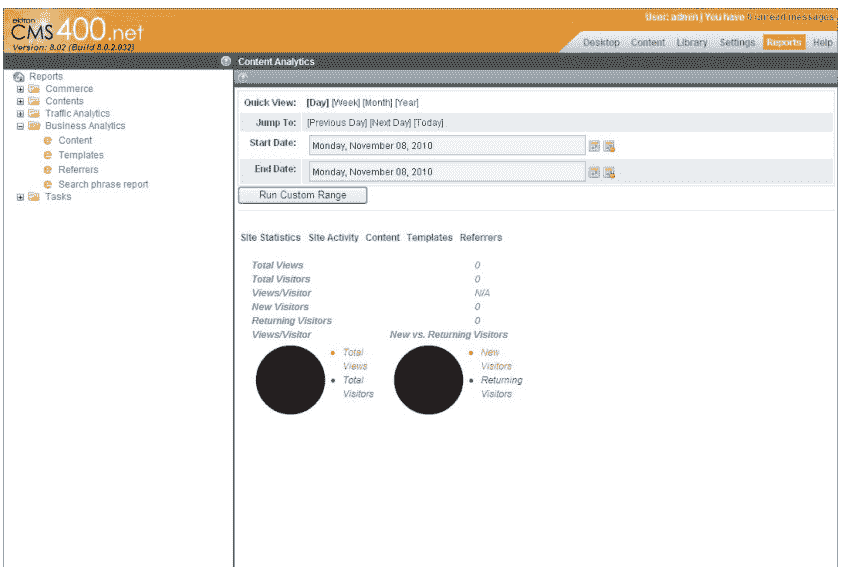 User: admin | You have 0 unread messages.
ektron
CMS400.net
Version: 8.02 (Build 8.0.2.032)
Desktop Content Library Settings Reports Help
Content Analytics
Reports
Commerce
Contents
Traffic Analytics
Business Analytics
Content
Templates
Referrers
Search phrase report
Tasks
Quick View: [Day] [Week] [Month] [Year]
Jump To: [Previous Day] [Next Day] [Today]
Start Date: Monday, November 08, 2010
End Date: Monday, November 08, 2010
Run Custom Range
Site Statistics Site Activity Content Templates Referrers
Total Views 0
Total Visitors 0
Views/Visitor N/A
New Visitors 0
Returning Visitors 0
Views/Visitor New vs. Returning Visitors
Total Views
Total Visitors
New Visitors
Returning Visitors